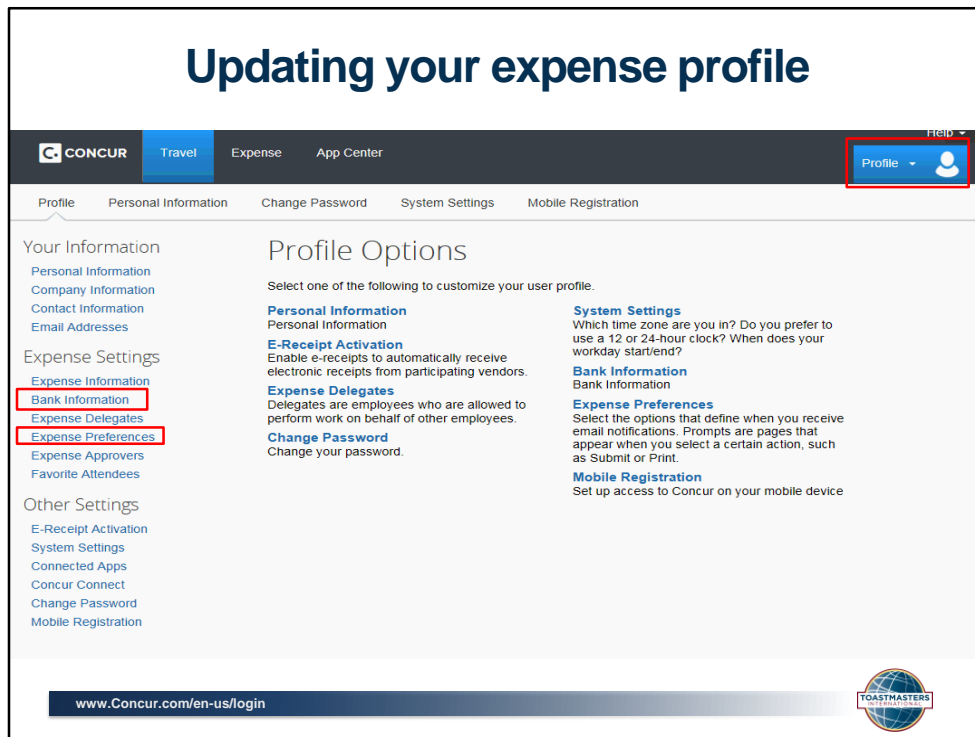 Updating your expense profile
Help
CONCUR Travel Expense App Center Profile
Profile Personal Information Change Password System Settings Mobile Registration
Your Information
Personal Information
Company Information
Contact Information
Email Addresses
Expense Settings
Expense Information
Bank Information
Expense Delegates
Expense Preferences
Expense Approvers
Favorite Attendees
Other Settings
E-Receipt Activation
System Settings
Connected Apps
Concur Connect
Change Password
Mobile Registration
Profile Options
Select one of the following to customize your user profile.
Personal Information
Personal Information
E-Receipt Activation
Enable e-receipts to automatically receive
electronic receipts from participating vendors.
Expense Delegates
Delegates are employees who are allowed to
perform work on behalf of other employees.
Change Password
Change your password.
System Settings
Which time zone are you in? Do you prefer to
use a 12 or 24-hour clock? When does your
workday start/end?
Bank Information
Bank Information
Expense Preferences
Select the options that define when you receive
email notifications. Prompts are pages that
appear when you select a certain action, such
as Submit or Print.
Mobile Registration
Set up access to Concur on your mobile device
www.Concur.com/en-us/login
TOASTMASTERS
INTERNATIONAL